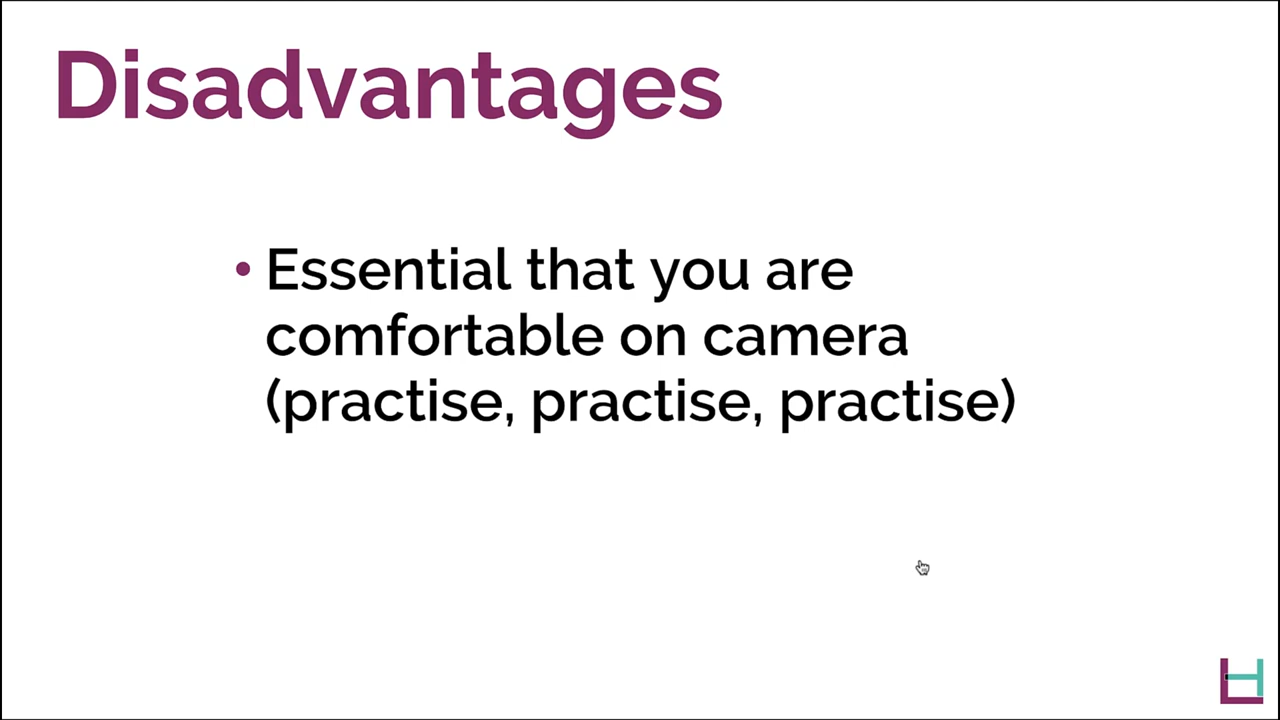 Disadvantages
• Essential that you are
comfortable on camera
(practise, practise, practise)